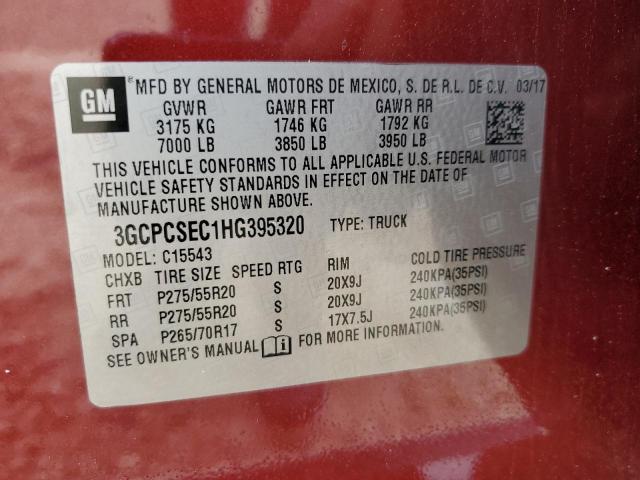 GM ® MFD BY GENERAL MOTORS DE MEXICO, S. DE R.L. DE C.V. 03/17
GVWR GAWR FRT GAWR RR
3175 KG 1746 KG 1792 KG
7000 LB 3850 LB 3950 LB
THIS VEHICLE CONFORMS TO ALL APPLICABLE U.S. FEDERAL MOTOR
VEHICLE SAFETY STANDARDS IN EFFECT ON THE DATE OF
MANUFACTURE SHOWN ABOVE.
3GCPCSEC1HG395320 TYPE: TRUCK
MODEL: C15543
CHXB TIRE SIZE SPEED RTG RIM COLD TIRE PRESSURE
FRT P275/55R20 S 20X9J 240KPA(35PSI)
RR P275/55R20 S 20X9J 240KPA(35PSI)
SPA P265/70R17 S 17X7.5J 240KPA(35PSI)
SEE OWNER'S MANUAL i FOR MORE INFORMATION.